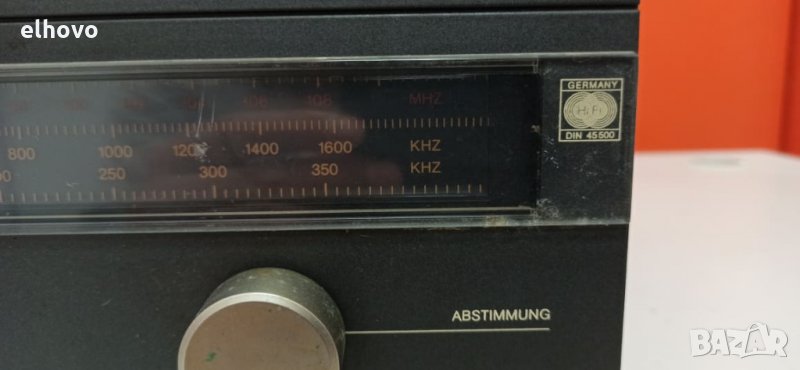 elhovo
106 108 MHZ
GERMANY
HiFi
DIN 45500
800 1000 1200 1400 1600 KHZ
250 300 350 KHZ
ABSTIMMUNG
BAZAR